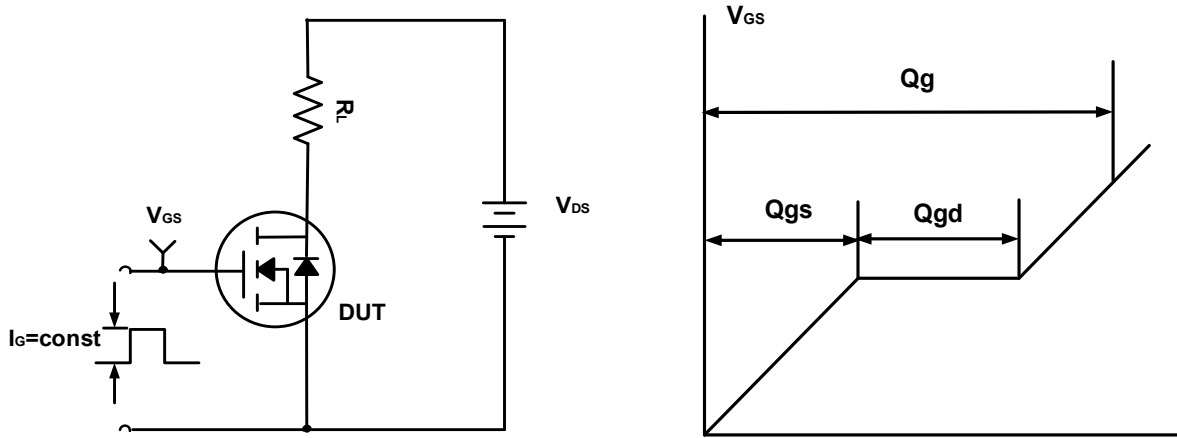 RL
VGS
VDS
DUT
IG=const
VGS
Qg
Qgs
Qgd